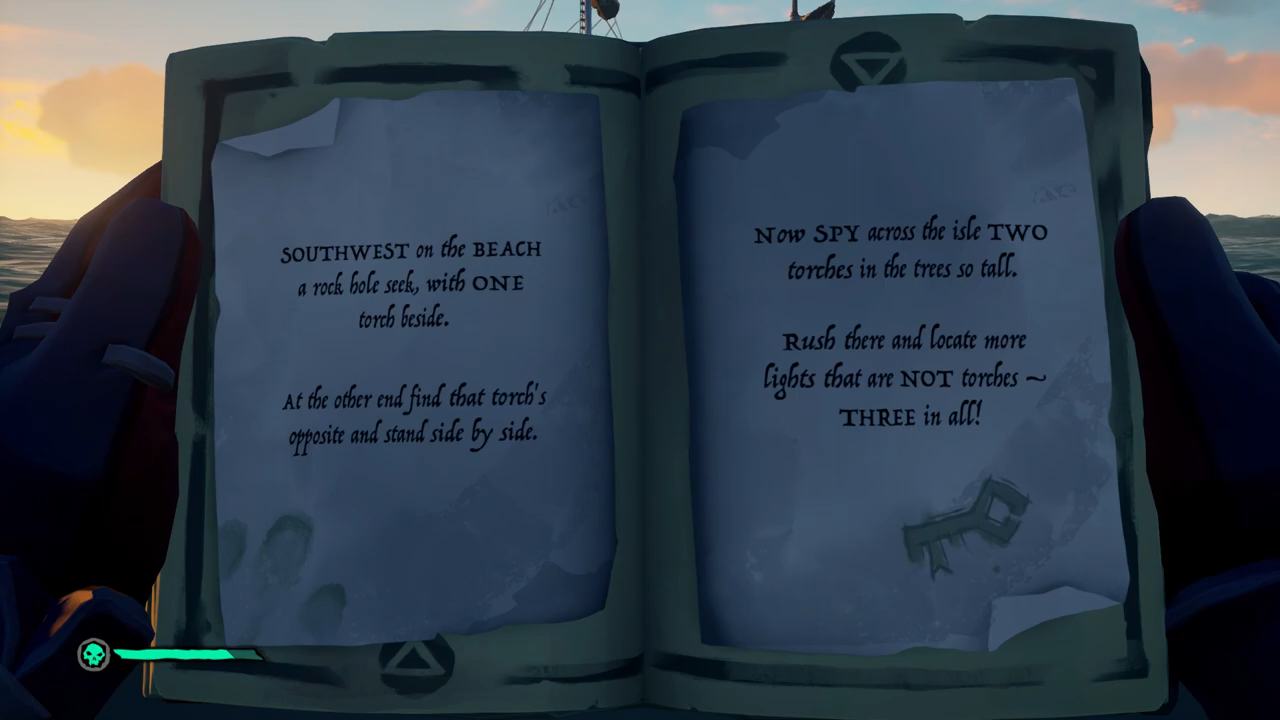 SOUTHWEST on the BEACH
a rock hole seek, with ONE
torch beside.
At the other end find that torch's
opposite and stand side by side.
Now SPY across the isle TWO
torches in the trees so tall.
Rush there and locate more
lights that are NOT torches ~
THREE in all!